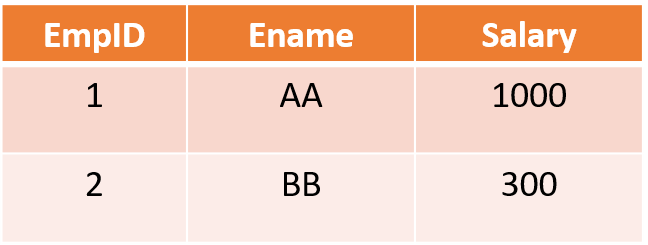 EmpID Ename Salary
1 AA 1000
2 BB 300